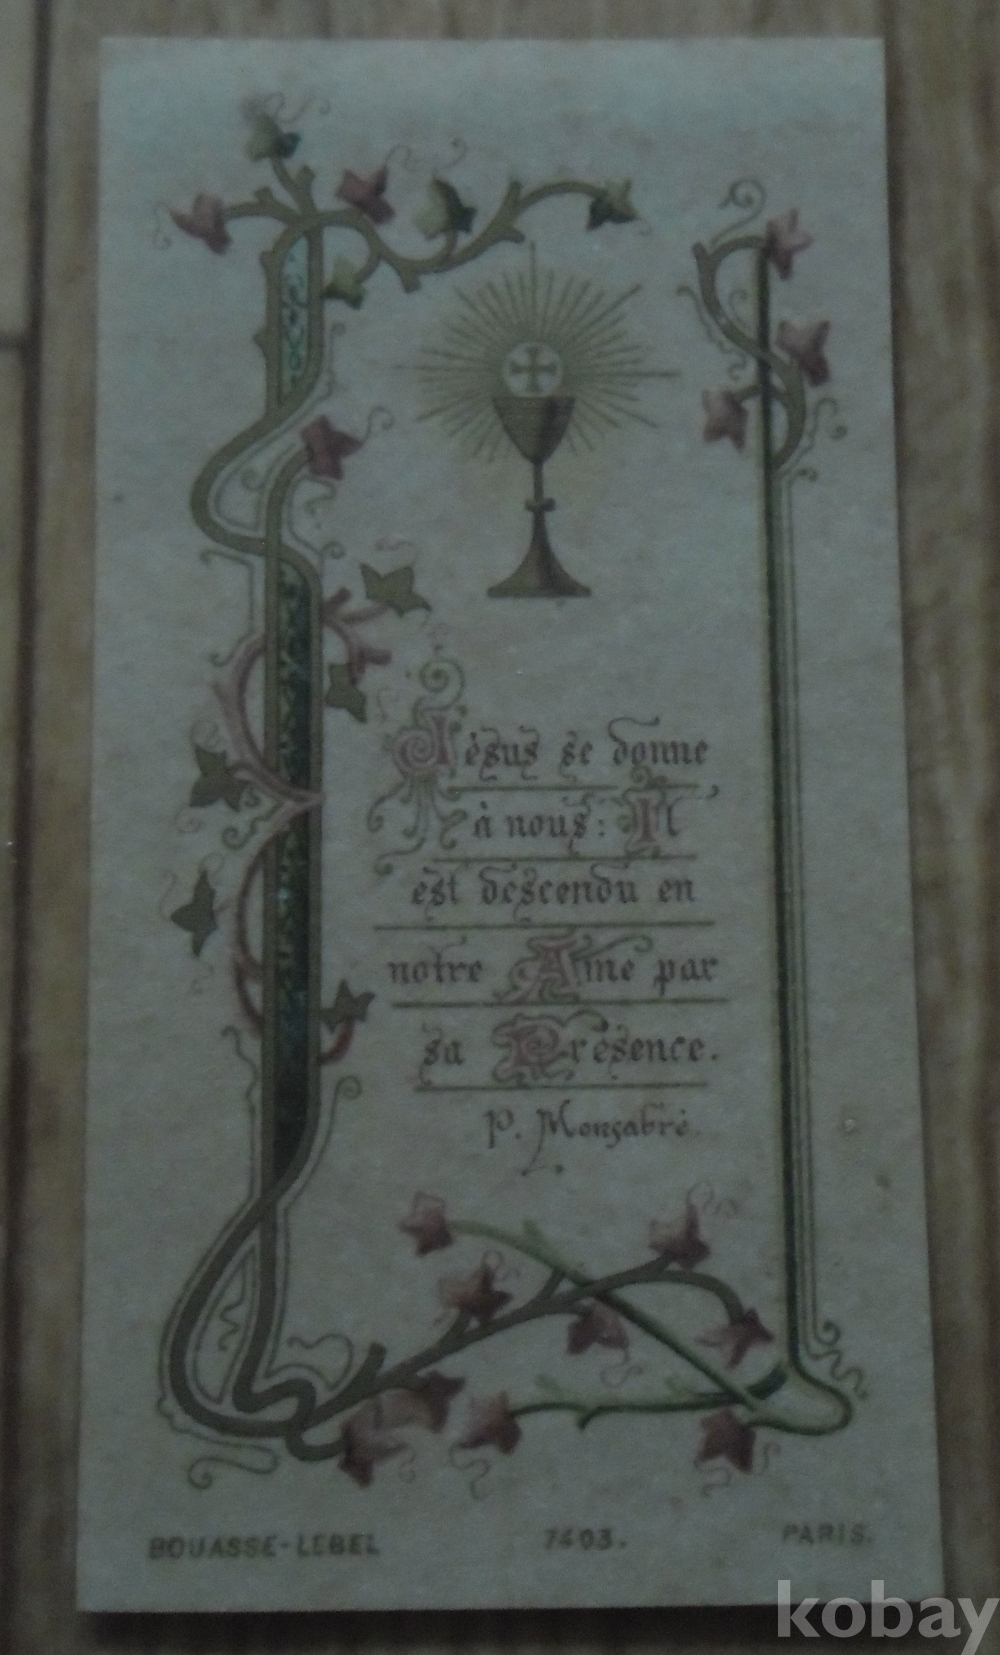 Jésus se donne
à nous: Il
est descendu en
notre Ame par
sa Présence.
P. Monsabré.
BOUASSE-LEBEL 7403. PARIS.
kobay